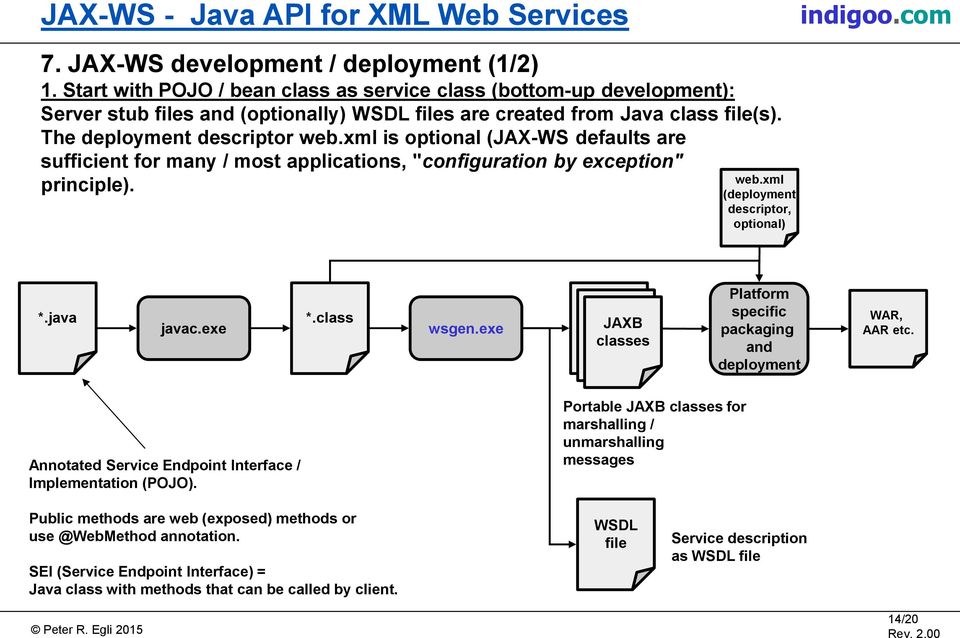 JAX-WS - Java API for XML Web Services
indigoo.com
7. JAX-WS development / deployment (1/2)
1. Start with POJO / bean class as service class (bottom-up development):
Server stub files and (optionally) WSDL files are created from Java class file(s).
The deployment descriptor web.xml is optional (JAX-WS defaults are
sufficient for many / most applications, "configuration by exception"
principle).
web.xml
(deployment
descriptor,
optional)
*.java
javac.exe
*.class
wsgen.exe
JAXB
classes
Platform
specific
packaging
and
deployment
WAR,
AAR etc.
Portable JAXB classes for
marshalling /
unmarshalling
messages
Annotated Service Endpoint Interface /
Implementation (POJO).
Public methods are web (exposed) methods or
use @WebMethod annotation.
SEI (Service Endpoint Interface) =
Java class with methods that can be called by client.
WSDL
file
Service description
as WSDL file
© Peter R. Egli 2015
14/20
Rev. 2.00